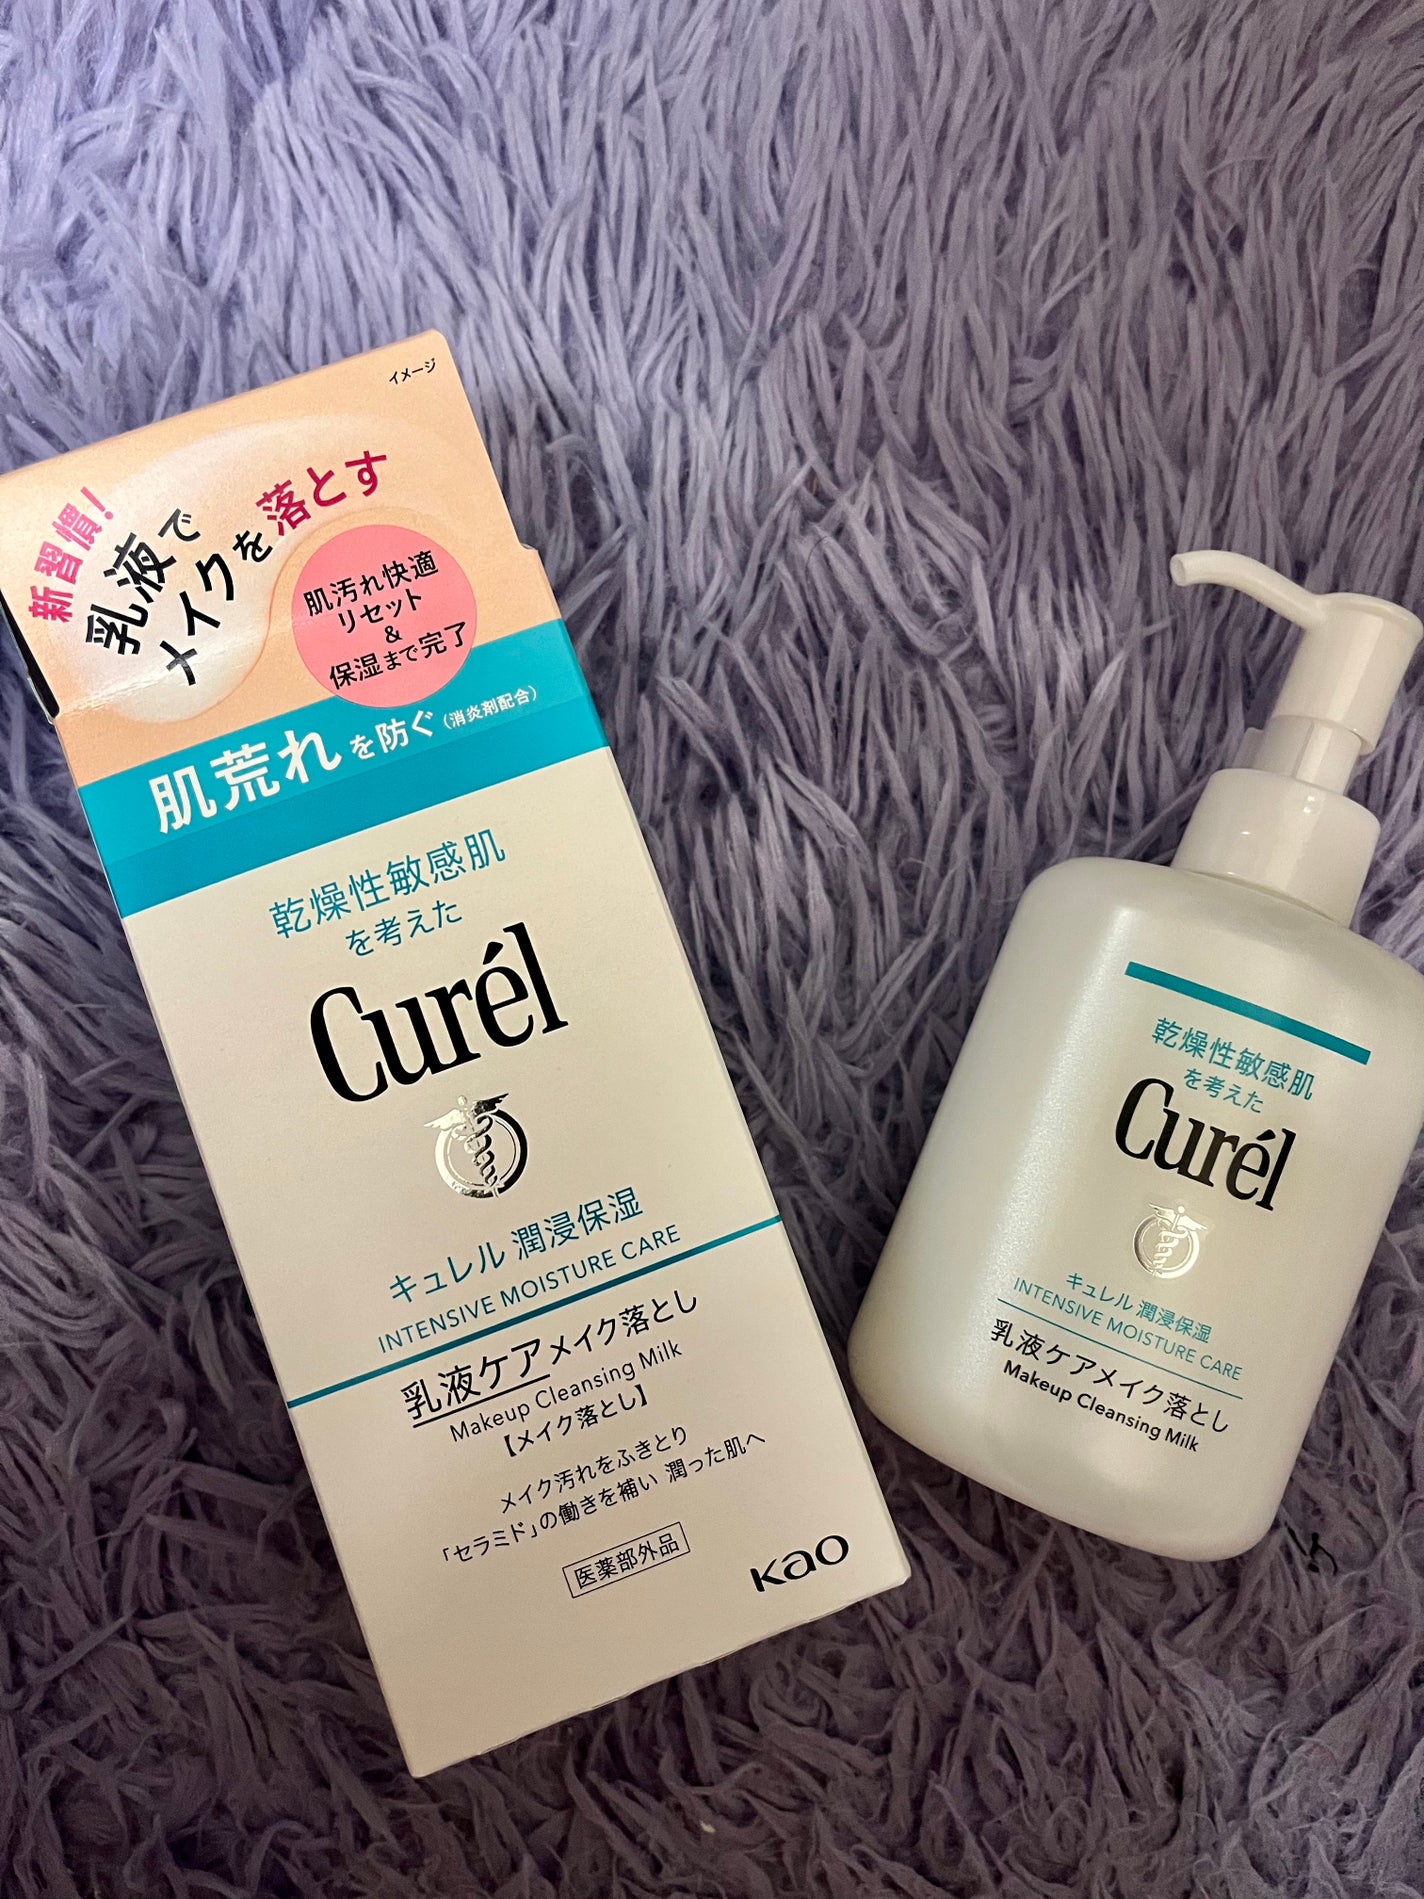 イメージ
新習慣!
乳液で
メイクを落とす
肌汚れ快適
リセット
&
保湿まで完了
肌荒れを防ぐ(消炎剤配合)
乾燥性敏感肌
を考えた
Curél
キュレル 潤浸保湿
INTENSIVE MOISTURE CARE
乳液ケアメイク落とし
Makeup Cleansing Milk
【メイク落とし】
メイク汚れをふきとり
「セラミド」の働きを補い 潤った肌へ
医薬部外品
Kao
乾燥性敏感肌
を考えた
Curél
キュレル 潤浸保湿
INTENSIVE MOISTURE CARE
乳液ケアメイク落とし
Makeup Cleansing Milk